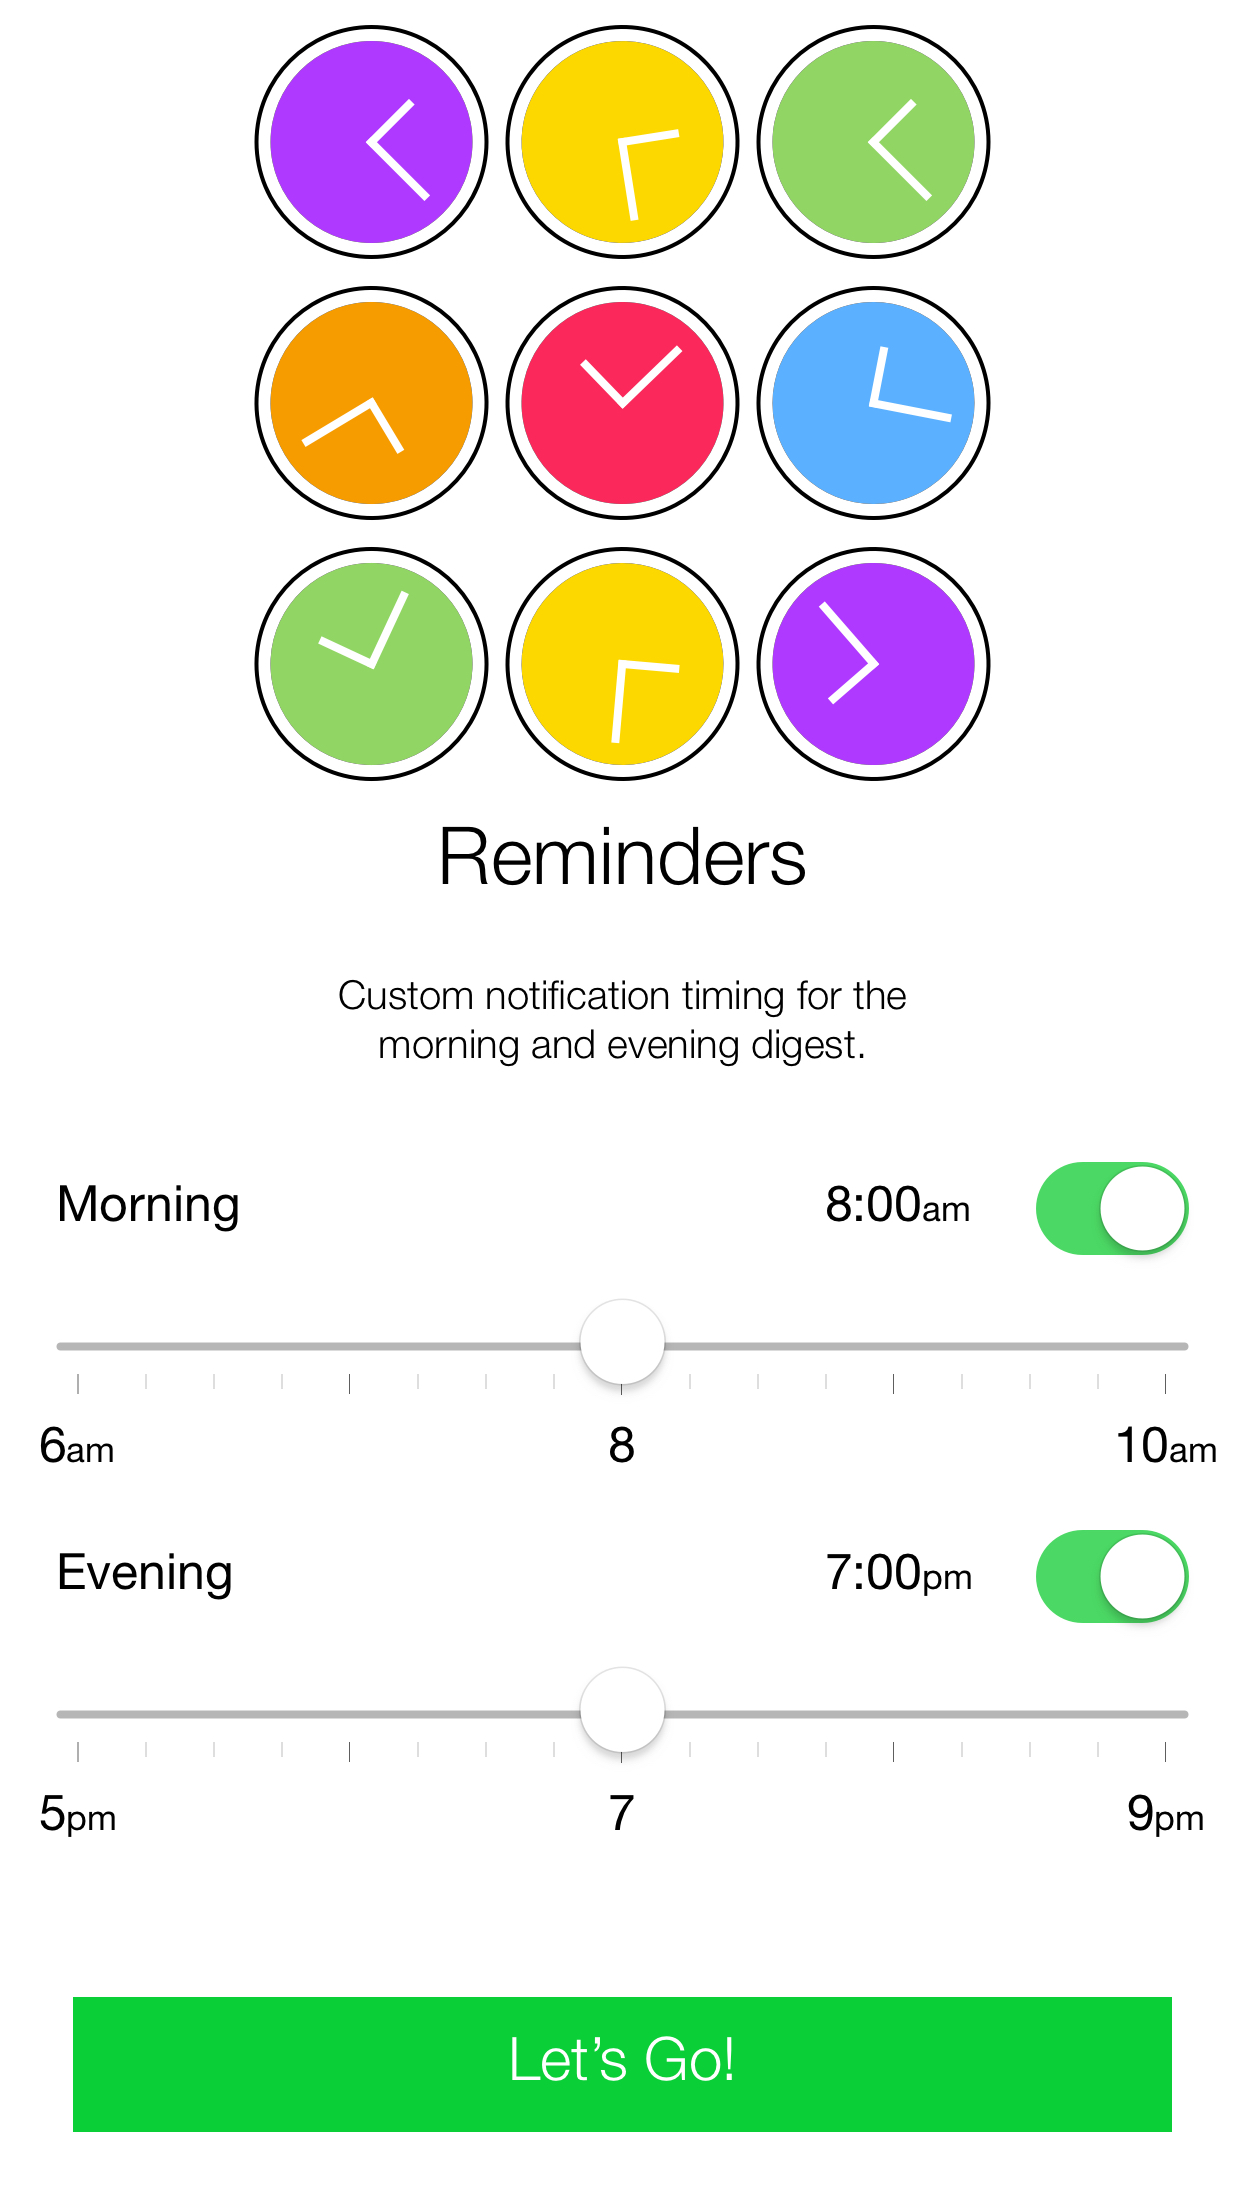 Reminders
Custom notification timing for the
morning and evening digest.
Morning 8:00am
6am 8 10am
Evening 7:00pm
5pm 7 9pm
Let’s Go!